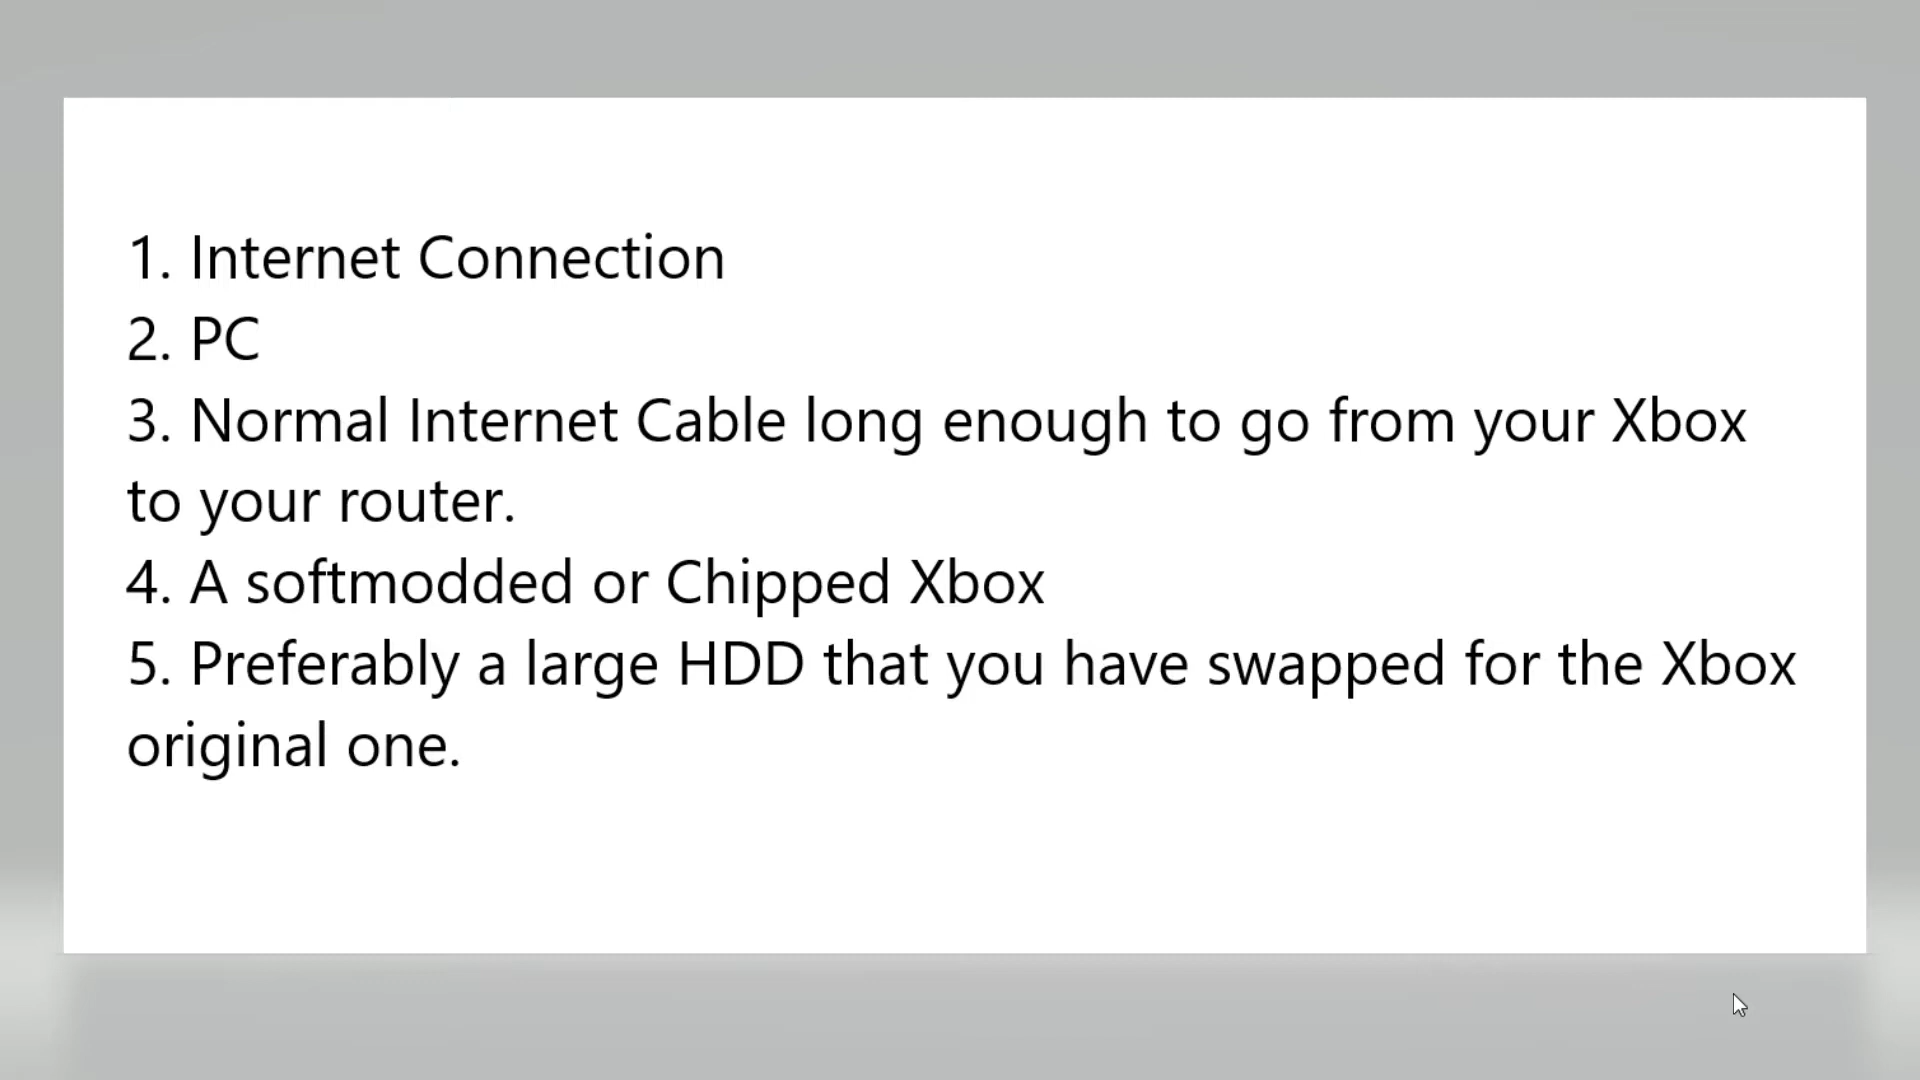 1. Internet Connection
2. PC
3. Normal Internet Cable long enough to go from your Xbox
to your router.
4. A softmodded or Chipped Xbox
5. Preferably a large HDD that you have swapped for the Xbox
original one.